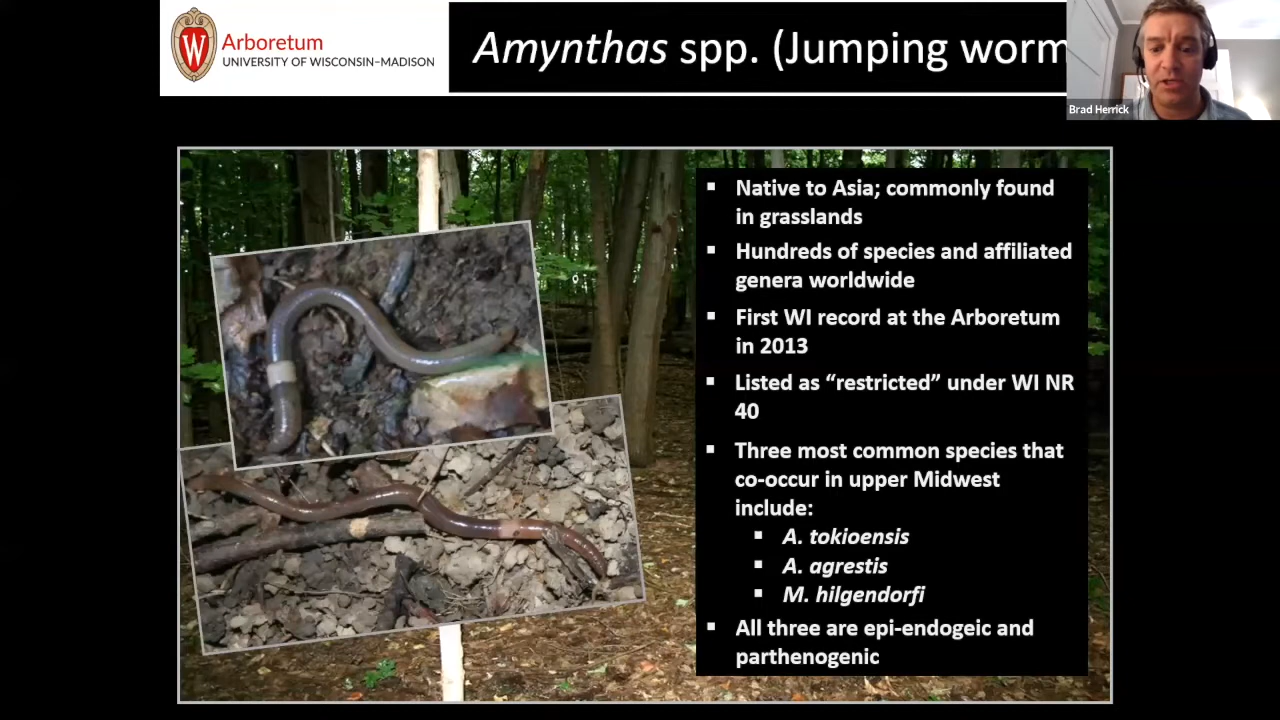 W
Arboretum
UNIVERSITY OF WISCONSIN–MADISON
Amynthas spp. (Jumping worm
Brad Herrick
▪ Native to Asia; commonly found
in grasslands
▪ Hundreds of species and affiliated
genera worldwide
▪ First WI record at the Arboretum
in 2013
▪ Listed as “restricted” under WI NR
40
▪ Three most common species that
co-occur in upper Midwest
include:
▪ A. tokioensis
▪ A. agrestis
▪ M. hilgendorfi
▪ All three are epi-endogeic and
parthenogenic